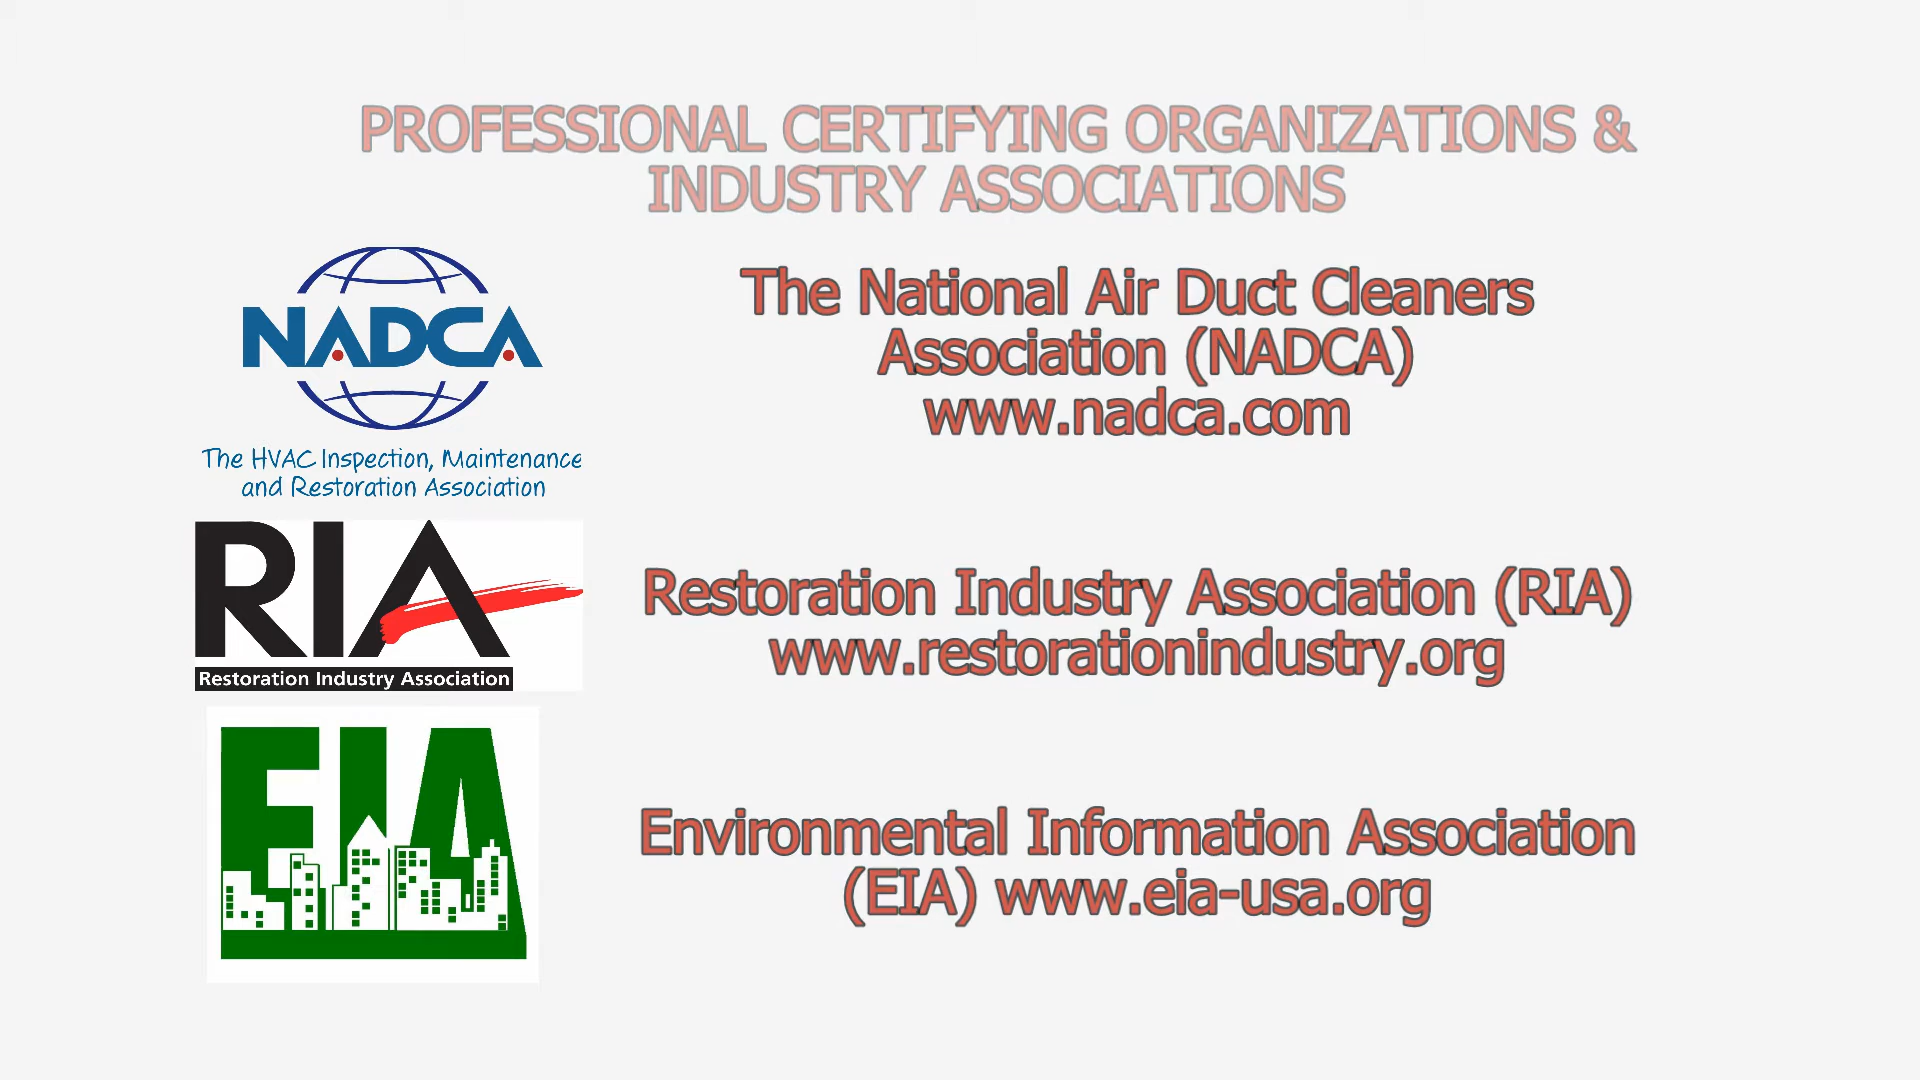 PROFESSIONAL CERTIFYING ORGANIZATIONS &
INDUSTRY ASSOCIATIONS
NADCA
The HVAC Inspection, Maintenance
and Restoration Association
The National Air Duct Cleaners
Association (NADCA)
www.nadca.com
RIA
Restoration Industry Association
Restoration Industry Association (RIA)
www.restorationindustry.org
EIA
Environmental Information Association
(EIA) www.eia-usa.org